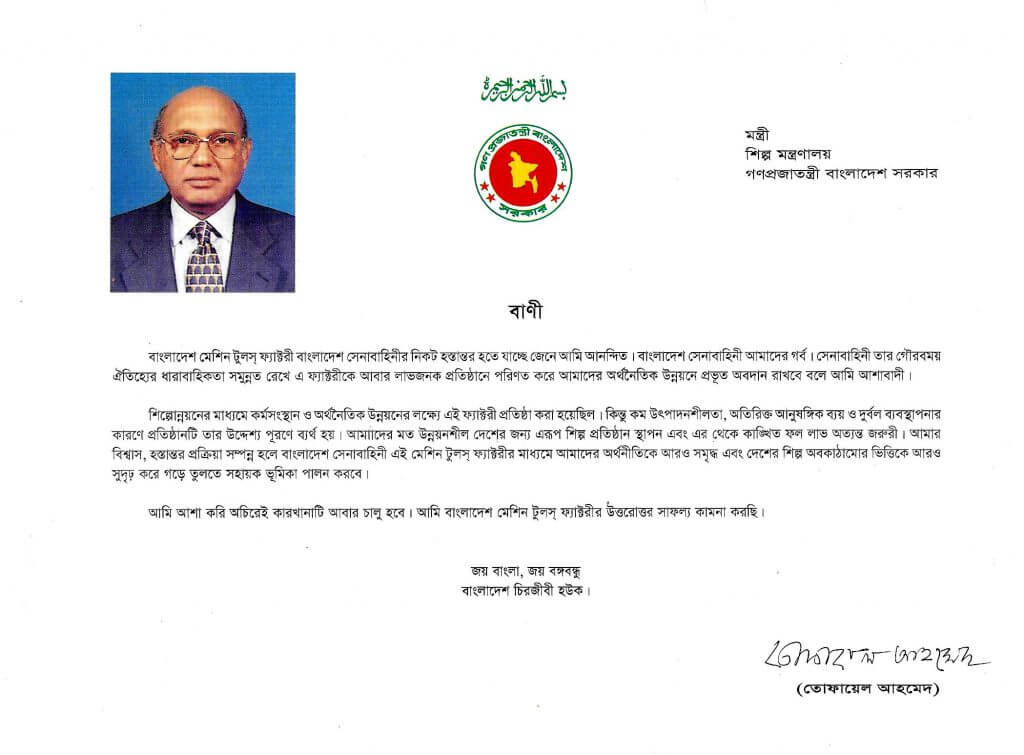 بسم الله الرحمن الرحيم
গণপ্রজাতন্ত্রী বাংলাদেশ
সরকার
মন্ত্রী
শিল্প মন্ত্রণালয়
গণপ্রজাতন্ত্রী বাংলাদেশ সরকার
বাণী
বাংলাদেশ মেশিন টুলস্ ফ্যাক্টরী বাংলাদেশ সেনাবাহিনীর নিকট হস্তান্তর হতে যাচ্ছে জেনে আমি আনন্দিত। বাংলাদেশ সেনাবাহিনী আমাদের গর্ব। সেনাবাহিনী তার গৌরবময়
ঐতিহ্যের ধারাবাহিকতা সমুন্নত রেখে এ ফ্যাক্টরীকে আবার লাভজনক প্রতিষ্ঠানে পরিণত করে আমাদের অর্থনৈতিক উন্নয়নে প্রভূত অবদান রাখবে বলে আমি আশাবাদী।
শিল্পোন্নয়নের মাধ্যমে কর্মসংস্থান ও অর্থনৈতিক উন্নয়নের লক্ষ্যে এই ফ্যাক্টরী প্রতিষ্ঠা করা হয়েছিল। কিন্তু কম উৎপাদনশীলতা, অতিরিক্ত আনুষঙ্গিক ব্যয় ও দুর্বল ব্যবস্থাপনার
কারণে প্রতিষ্ঠানটি তার উদ্দেশ্য পূরণে ব্যর্থ হয়। আমাাদের মত উন্নয়নশীল দেশের জন্য এরূপ শিল্প প্রতিষ্ঠান স্থাপন এবং এর থেকে কাঙ্খিত ফল লাভ অত্যন্ত জরুরী। আমার
বিশ্বাস, হস্তান্তর প্রক্রিয়া সম্পন্ন হলে বাংলাদেশ সেনাবাহিনী এই মেশিন টুলস্ ফ্যাক্টরীর মাধ্যমে আমাদের অর্থনীতিকে আরও সমৃদ্ধ এবং দেশের শিল্প অবকাঠামোর ভিত্তিকে আরও
সুদৃঢ় করে গড়ে তুলতে সহায়ক ভূমিকা পালন করবে।
আমি আশা করি অচিরেই কারখানাটি আবার চালু হবে। আমি বাংলাদেশ মেশিন টুলস্ ফ্যাক্টরীর উত্তরোত্তর সাফল্য কামনা করছি।
জয় বাংলা, জয় বঙ্গবন্ধু
বাংলাদেশ চিরজীবী হউক।
তোফায়েল আহমেদ
(তোফায়েল আহমেদ)